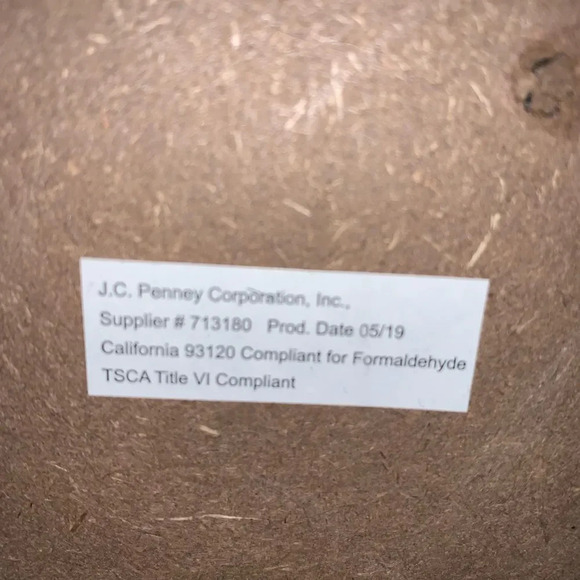 J.C. Penney Corporation, Inc.,
Supplier # 713180 Prod. Date 05/19
California 93120 Compliant for Formaldehyde
TSCA Title VI Compliant